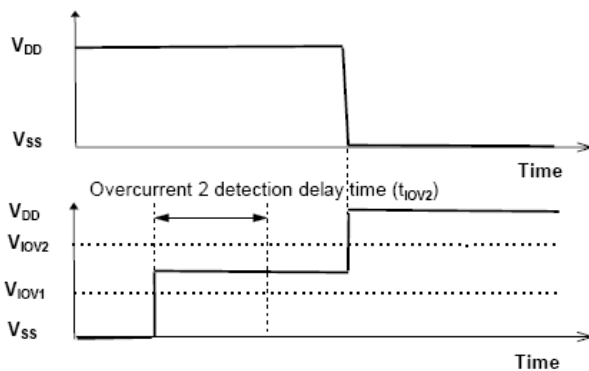 VDD
VSS
Time
Overcurrent 2 detection delay time (tIOV2)
VDD
VIOV2
VIOV1
VSS
Time